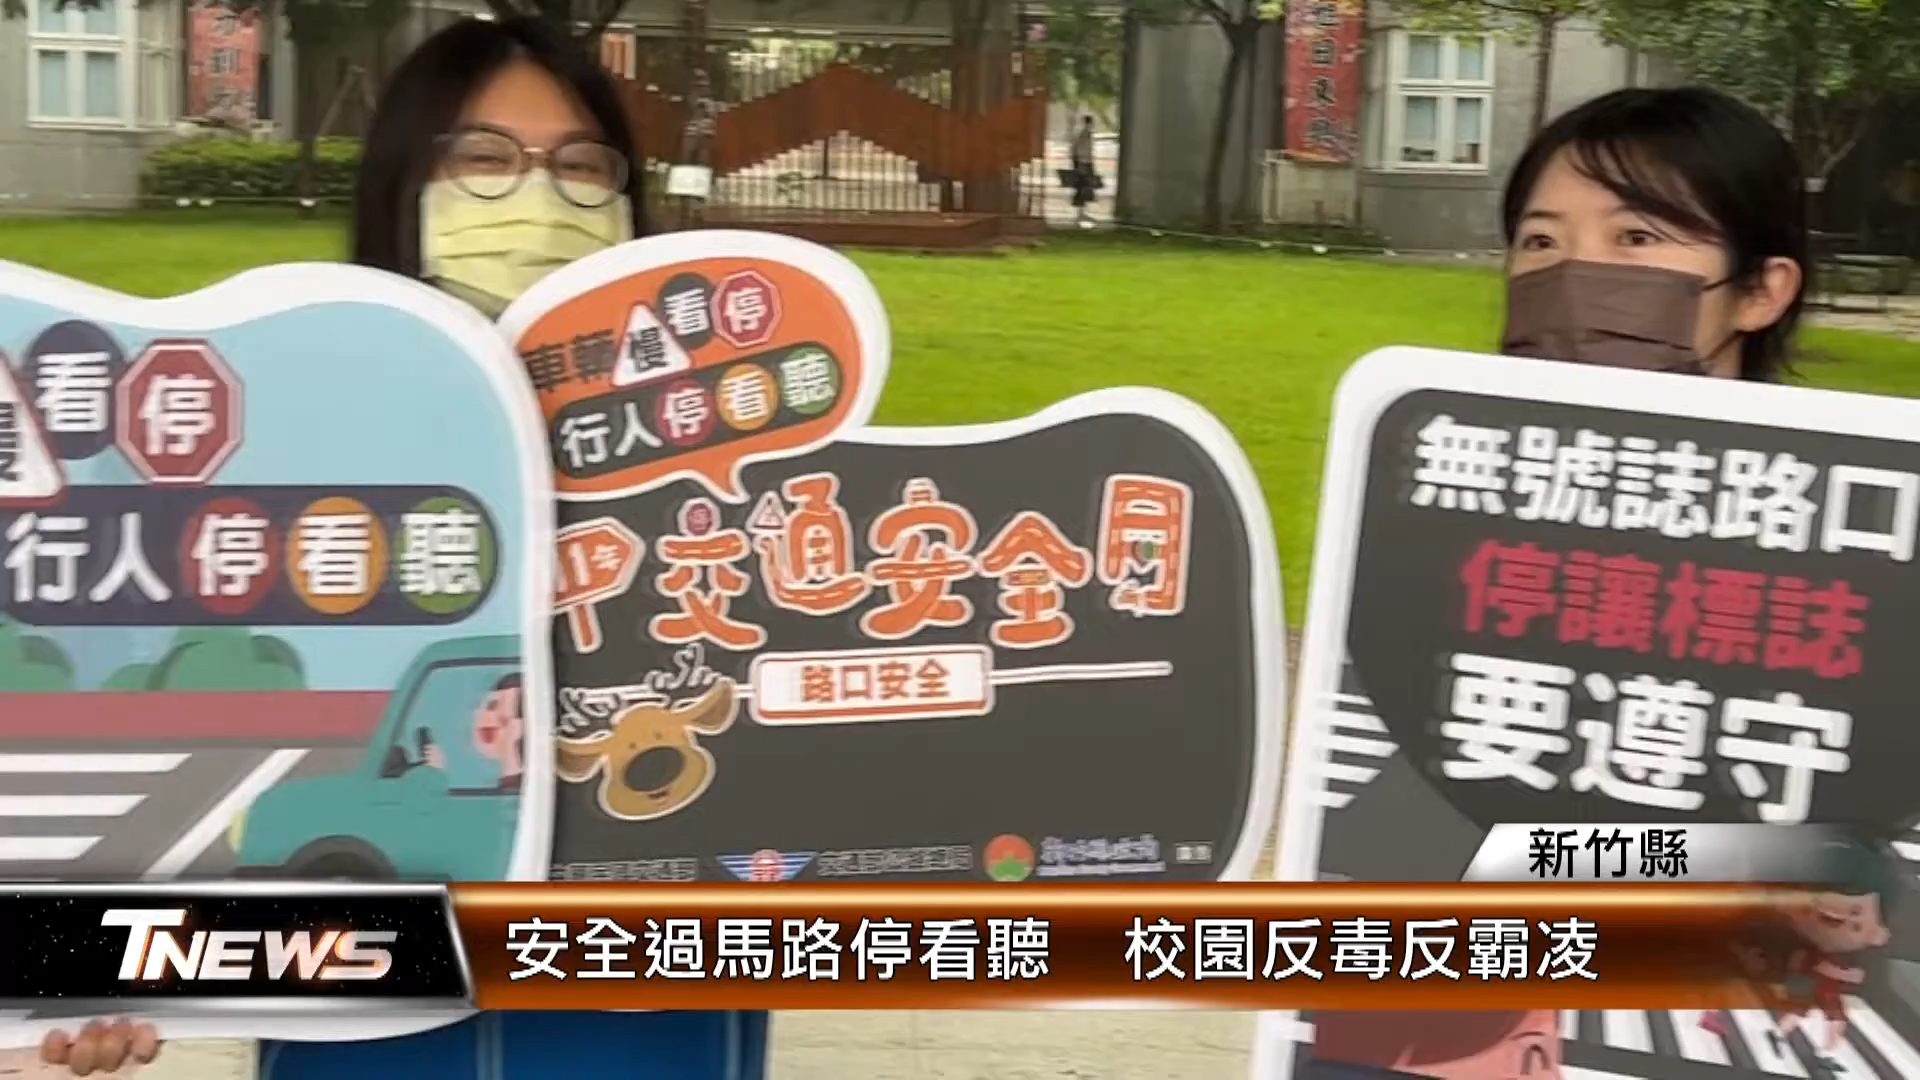 看停
行人停看聽
車輛慢看停
行人停看聽
交通安全月
路口安全
無號誌路口
停讓標誌
要遵守
新竹縣
TNEWS
安全過馬路停看聽 校園反毒反霸凌